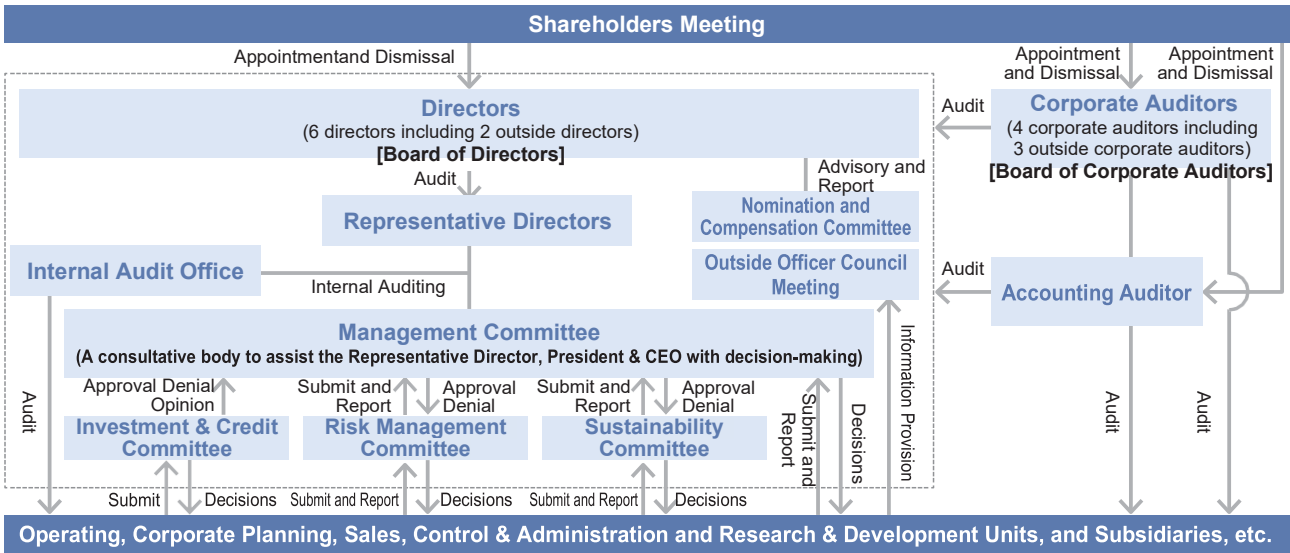 Shareholders Meeting
Appointmentand Dismissal
Appointment
and Dismissal
Appointment
and Dismissal
Directors
(6 directors including 2 outside directors)
[Board of Directors]
Audit
Corporate Auditors
(4 corporate auditors including
3 outside corporate auditors)
[Board of Corporate Auditors]
Audit
Advisory and
Report
Representative Directors
Nomination and
Compensation Committee
Internal Audit Office
Internal Auditing
Outside Officer Council
Meeting
Audit
Accounting Auditor
Management Committee
(A consultative body to assist the Representative Director, President & CEO with decision-making)
Audit
Approval Denial
Opinion
Submit and
Report
Approval
Denial
Submit and
Report
Approval
Denial
Submit and
Report
Decisions
Information Provision
Audit
Audit
Investment & Credit
Committee
Risk Management
Committee
Sustainability
Committee
Submit
Decisions
Submit and Report
Decisions
Submit and Report
Decisions
Operating, Corporate Planning, Sales, Control & Administration and Research & Development Units, and Subsidiaries, etc.